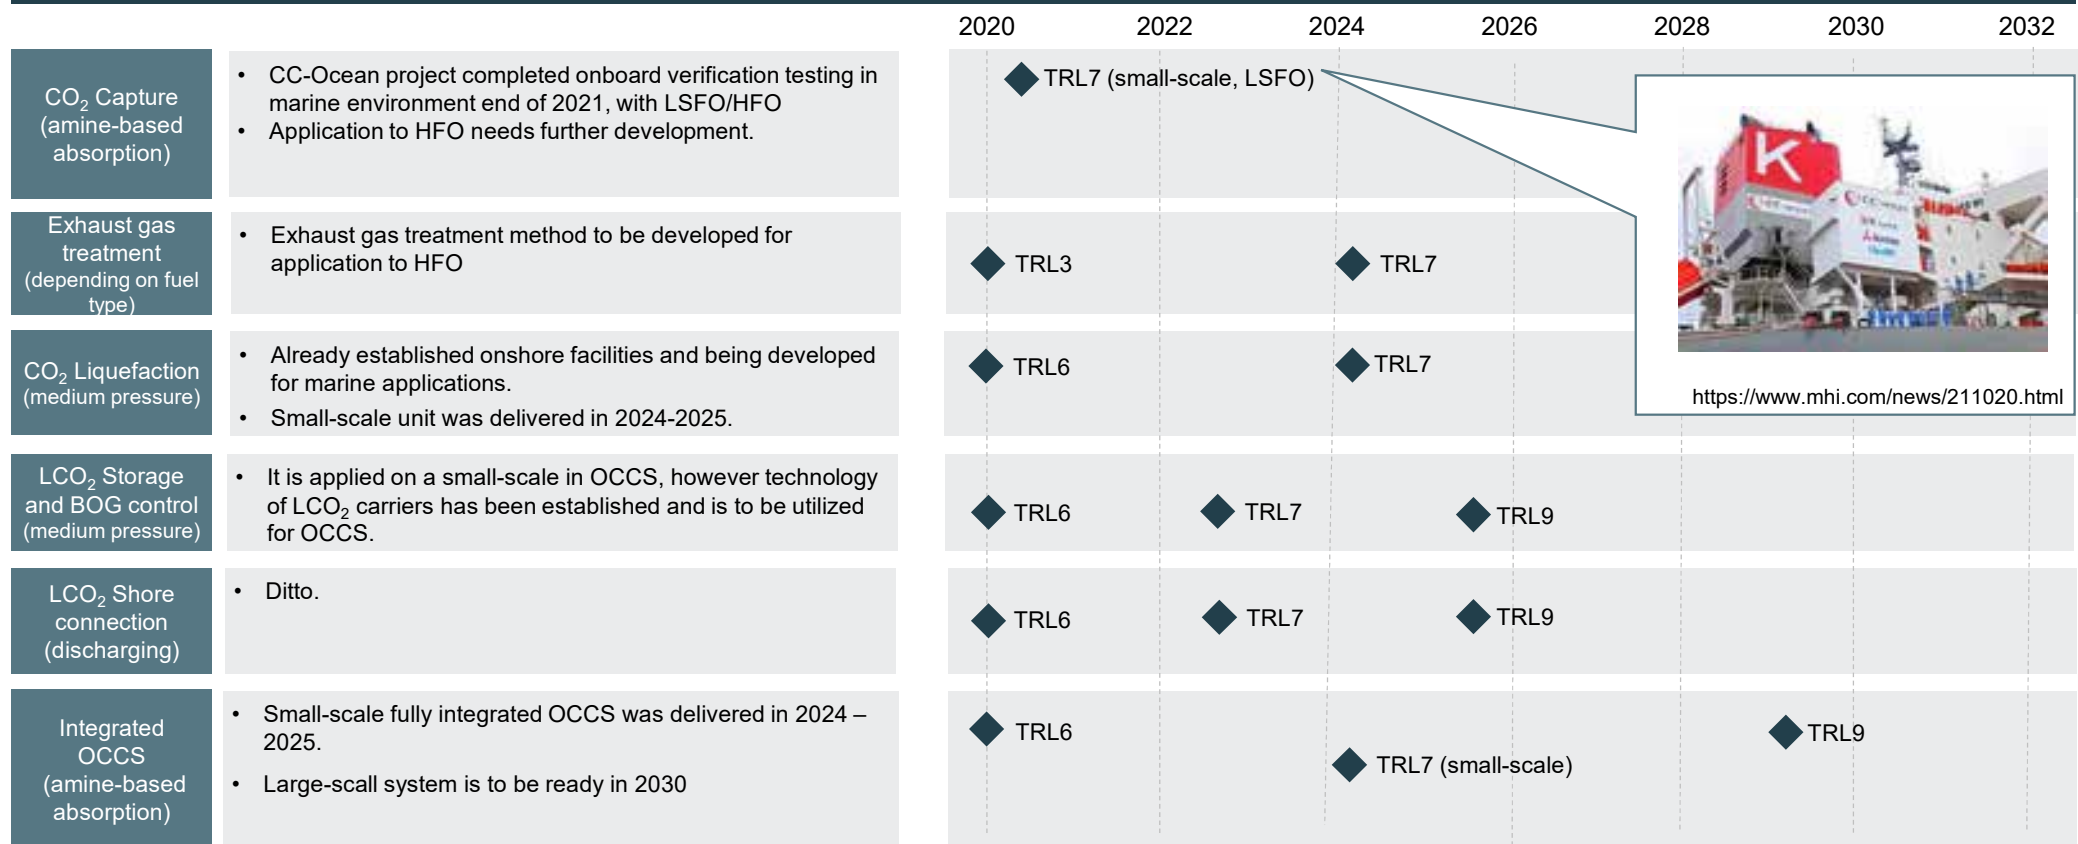 2020 2022 2024 2026 2028 2030 2032
CO₂ Capture
(amine-based
absorption)
• CC-Ocean project completed onboard verification testing in
marine environment end of 2021, with LSFO/HFO
• Application to HFO needs further development.
TRL7 (small-scale, LSFO)
K
https://www.mhi.com/news/211020.html
Exhaust gas
treatment
(depending on fuel
type)
• Exhaust gas treatment method to be developed for
application to HFO
TRL3 TRL7
CO₂ Liquefaction
(medium pressure)
• Already established onshore facilities and being developed
for marine applications.
• Small-scale unit was delivered in 2024-2025.
TRL6 TRL7
LCO₂ Storage
and BOG control
(medium pressure)
• It is applied on a small-scale in OCCS, however technology
of LCO₂ carriers has been established and is to be utilized
for OCCS.
TRL6 TRL7 TRL9
LCO₂ Shore
connection
(discharging)
• Ditto.
TRL6 TRL7 TRL9
Integrated
OCCS
(amine-based
absorption)
• Small-scale fully integrated OCCS was delivered in 2024 –
2025.
• Large-scall system is to be ready in 2030
TRL6 TRL9
TRL7 (small-scale)